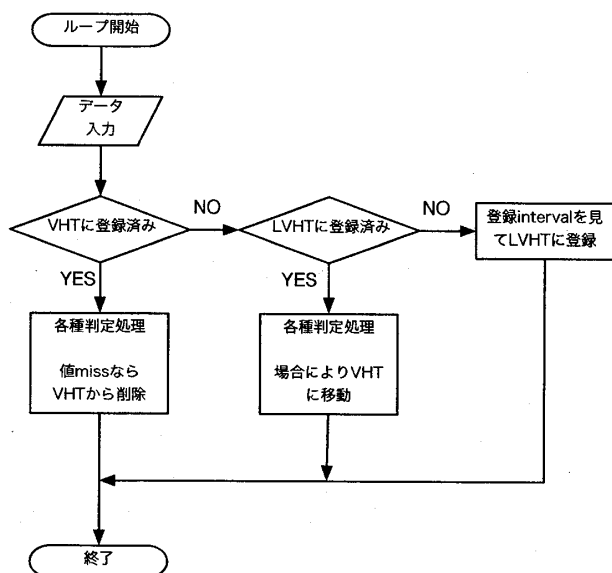 ループ開始
データ
入力
VHTに登録済み
NO
LVHTに登録済み
NO
登録intervalを見
てLVHTに登録
YES
YES
各種判定処理
値missなら
VHTから削除
各種判定処理
場合によりVHT
に移動
終了